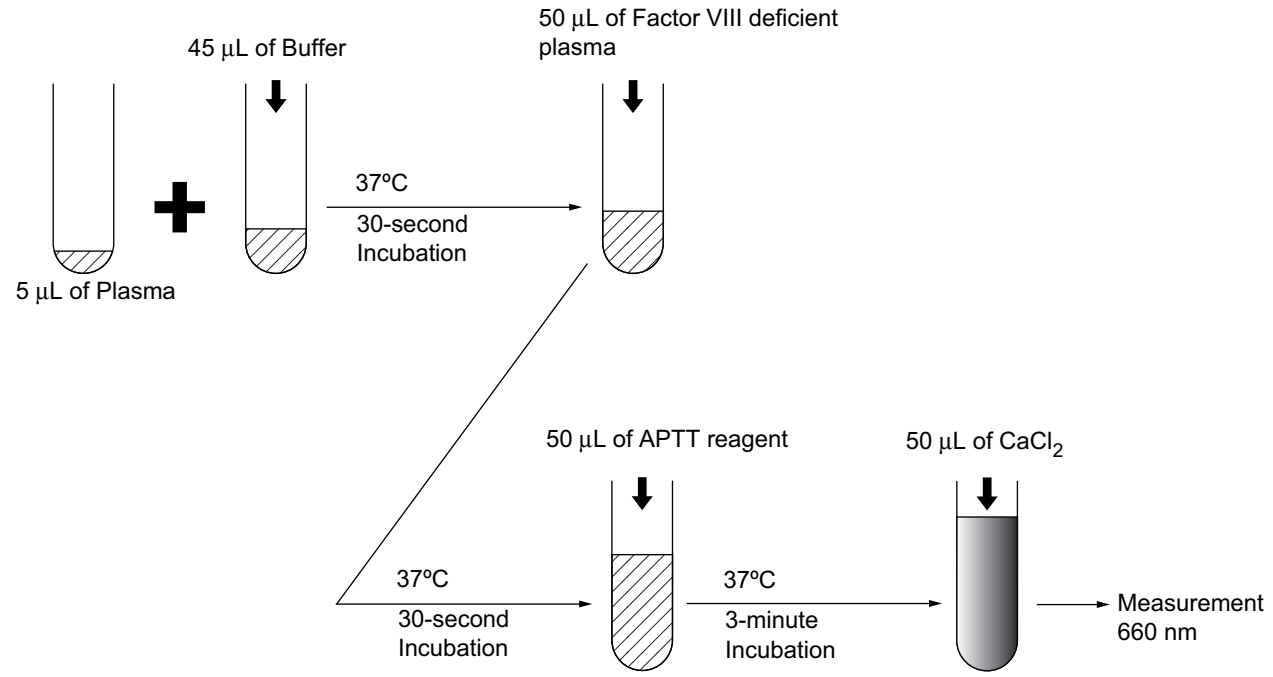 50 μL of Factor VIII deficient
plasma
45 μL of Buffer
37ºC
30-second
Incubation
5 μL of Plasma
50 μL of APTT reagent
50 μL of CaCl₂
37ºC
30-second
Incubation
37ºC
3-minute
Incubation
Measurement
660 nm